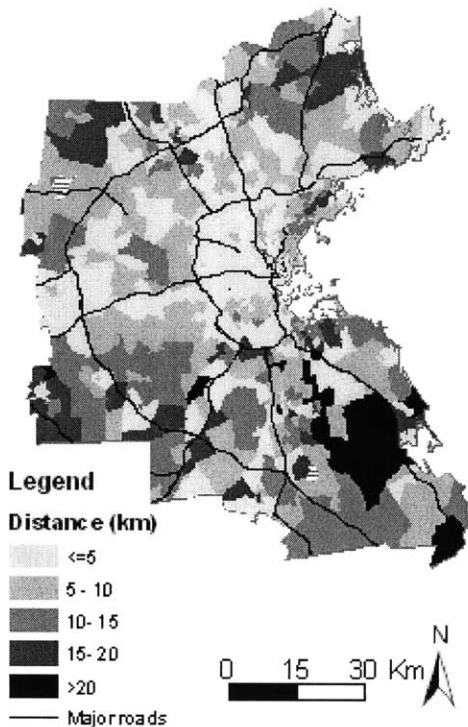 Legend
Distance (km)
<=5
5 - 10
10 - 15
15- 20
>20
Major roads
N
0 15 30 Km